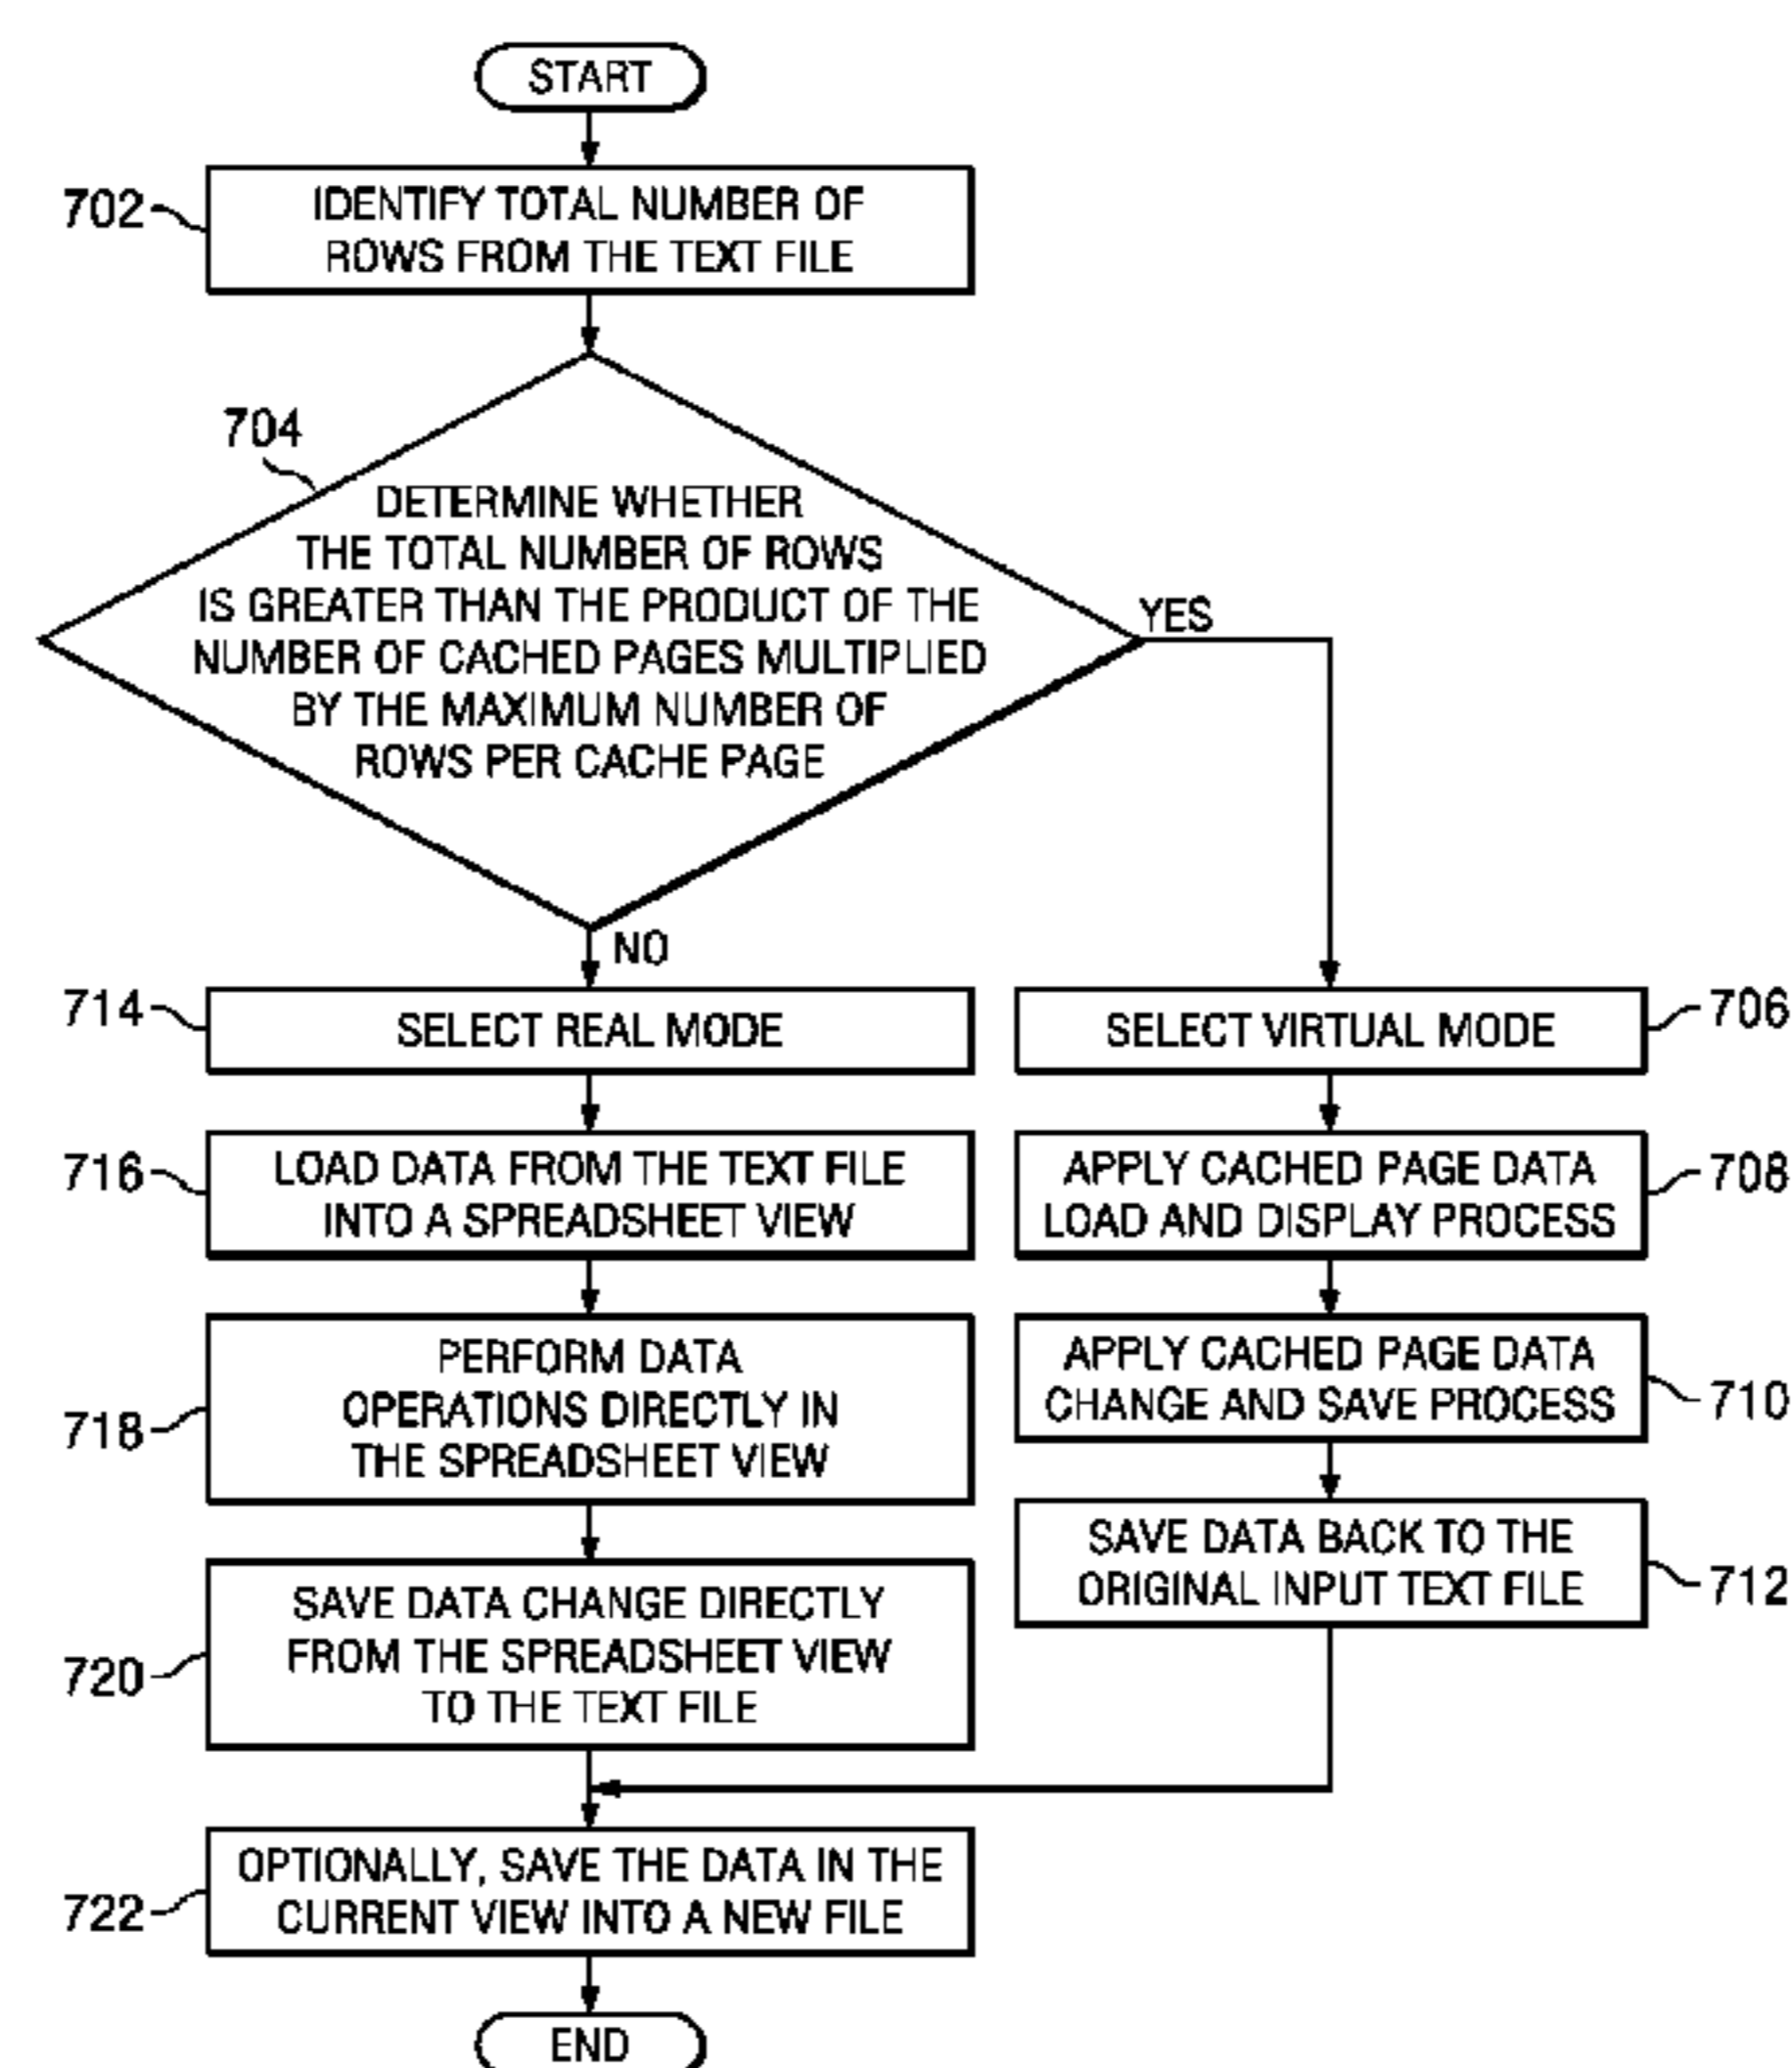 START
702
IDENTIFY TOTAL NUMBER OF
ROWS FROM THE TEXT FILE
704
DETERMINE WHETHER
THE TOTAL NUMBER OF ROWS
IS GREATER THAN THE PRODUCT OF THE
NUMBER OF CACHED PAGES MULTIPLIED
BY THE MAXIMUM NUMBER OF
ROWS PER CACHE PAGE
YES
NO
714
SELECT REAL MODE
716
LOAD DATA FROM THE TEXT FILE
INTO A SPREADSHEET VIEW
718
PERFORM DATA
OPERATIONS DIRECTLY IN
THE SPREADSHEET VIEW
720
SAVE DATA CHANGE DIRECTLY
FROM THE SPREADSHEET VIEW
TO THE TEXT FILE
SELECT VIRTUAL MODE
706
APPLY CACHED PAGE DATA
LOAD AND DISPLAY PROCESS
708
APPLY CACHED PAGE DATA
CHANGE AND SAVE PROCESS
710
SAVE DATA BACK TO THE
ORIGINAL INPUT TEXT FILE
712
722
OPTIONALLY, SAVE THE DATA IN THE
CURRENT VIEW INTO A NEW FILE
END